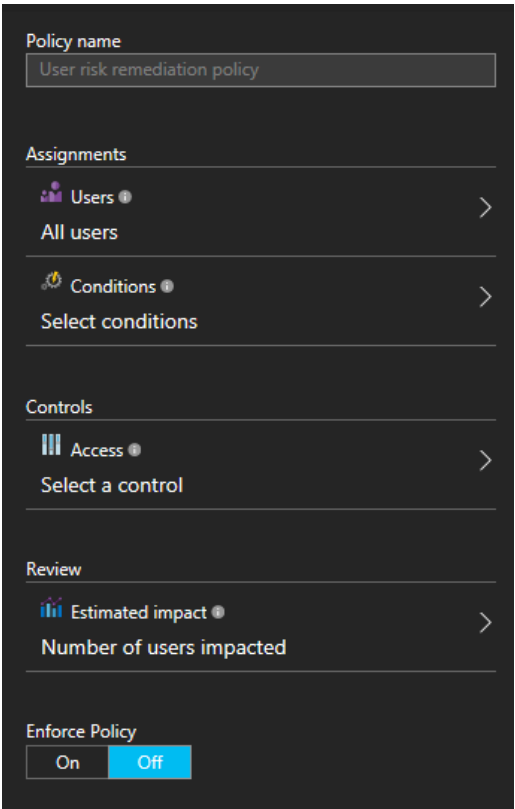 Policy name
User risk remediation policy
Assignments
Users
All users
Conditions
Select conditions
Controls
Access
Select a control
Review
Estimated impact
Number of users impacted
Enforce Policy
On Off